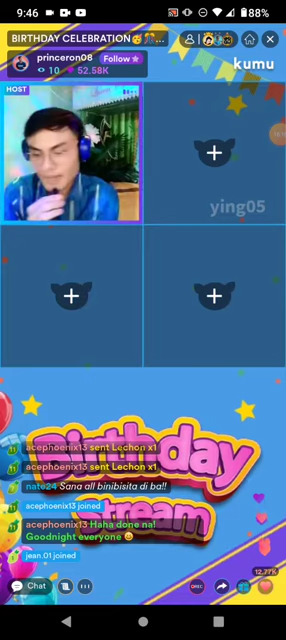 9:46
88%
BIRTHDAY CELEBRATION🥳🎊...
princeron08
Follow
10 52.58K
kumu
HOST
ying05
Birthday
Stream
acephoenix13 sent Lechon x1
acephoenix13 sent Lechon x1
nate24 Sana all binibisita di ba!!
acephoenix13 joined
acephoenix13 Haha done na!
Goodnight everyone 😀
jean.01 joined
12.77K
Chat